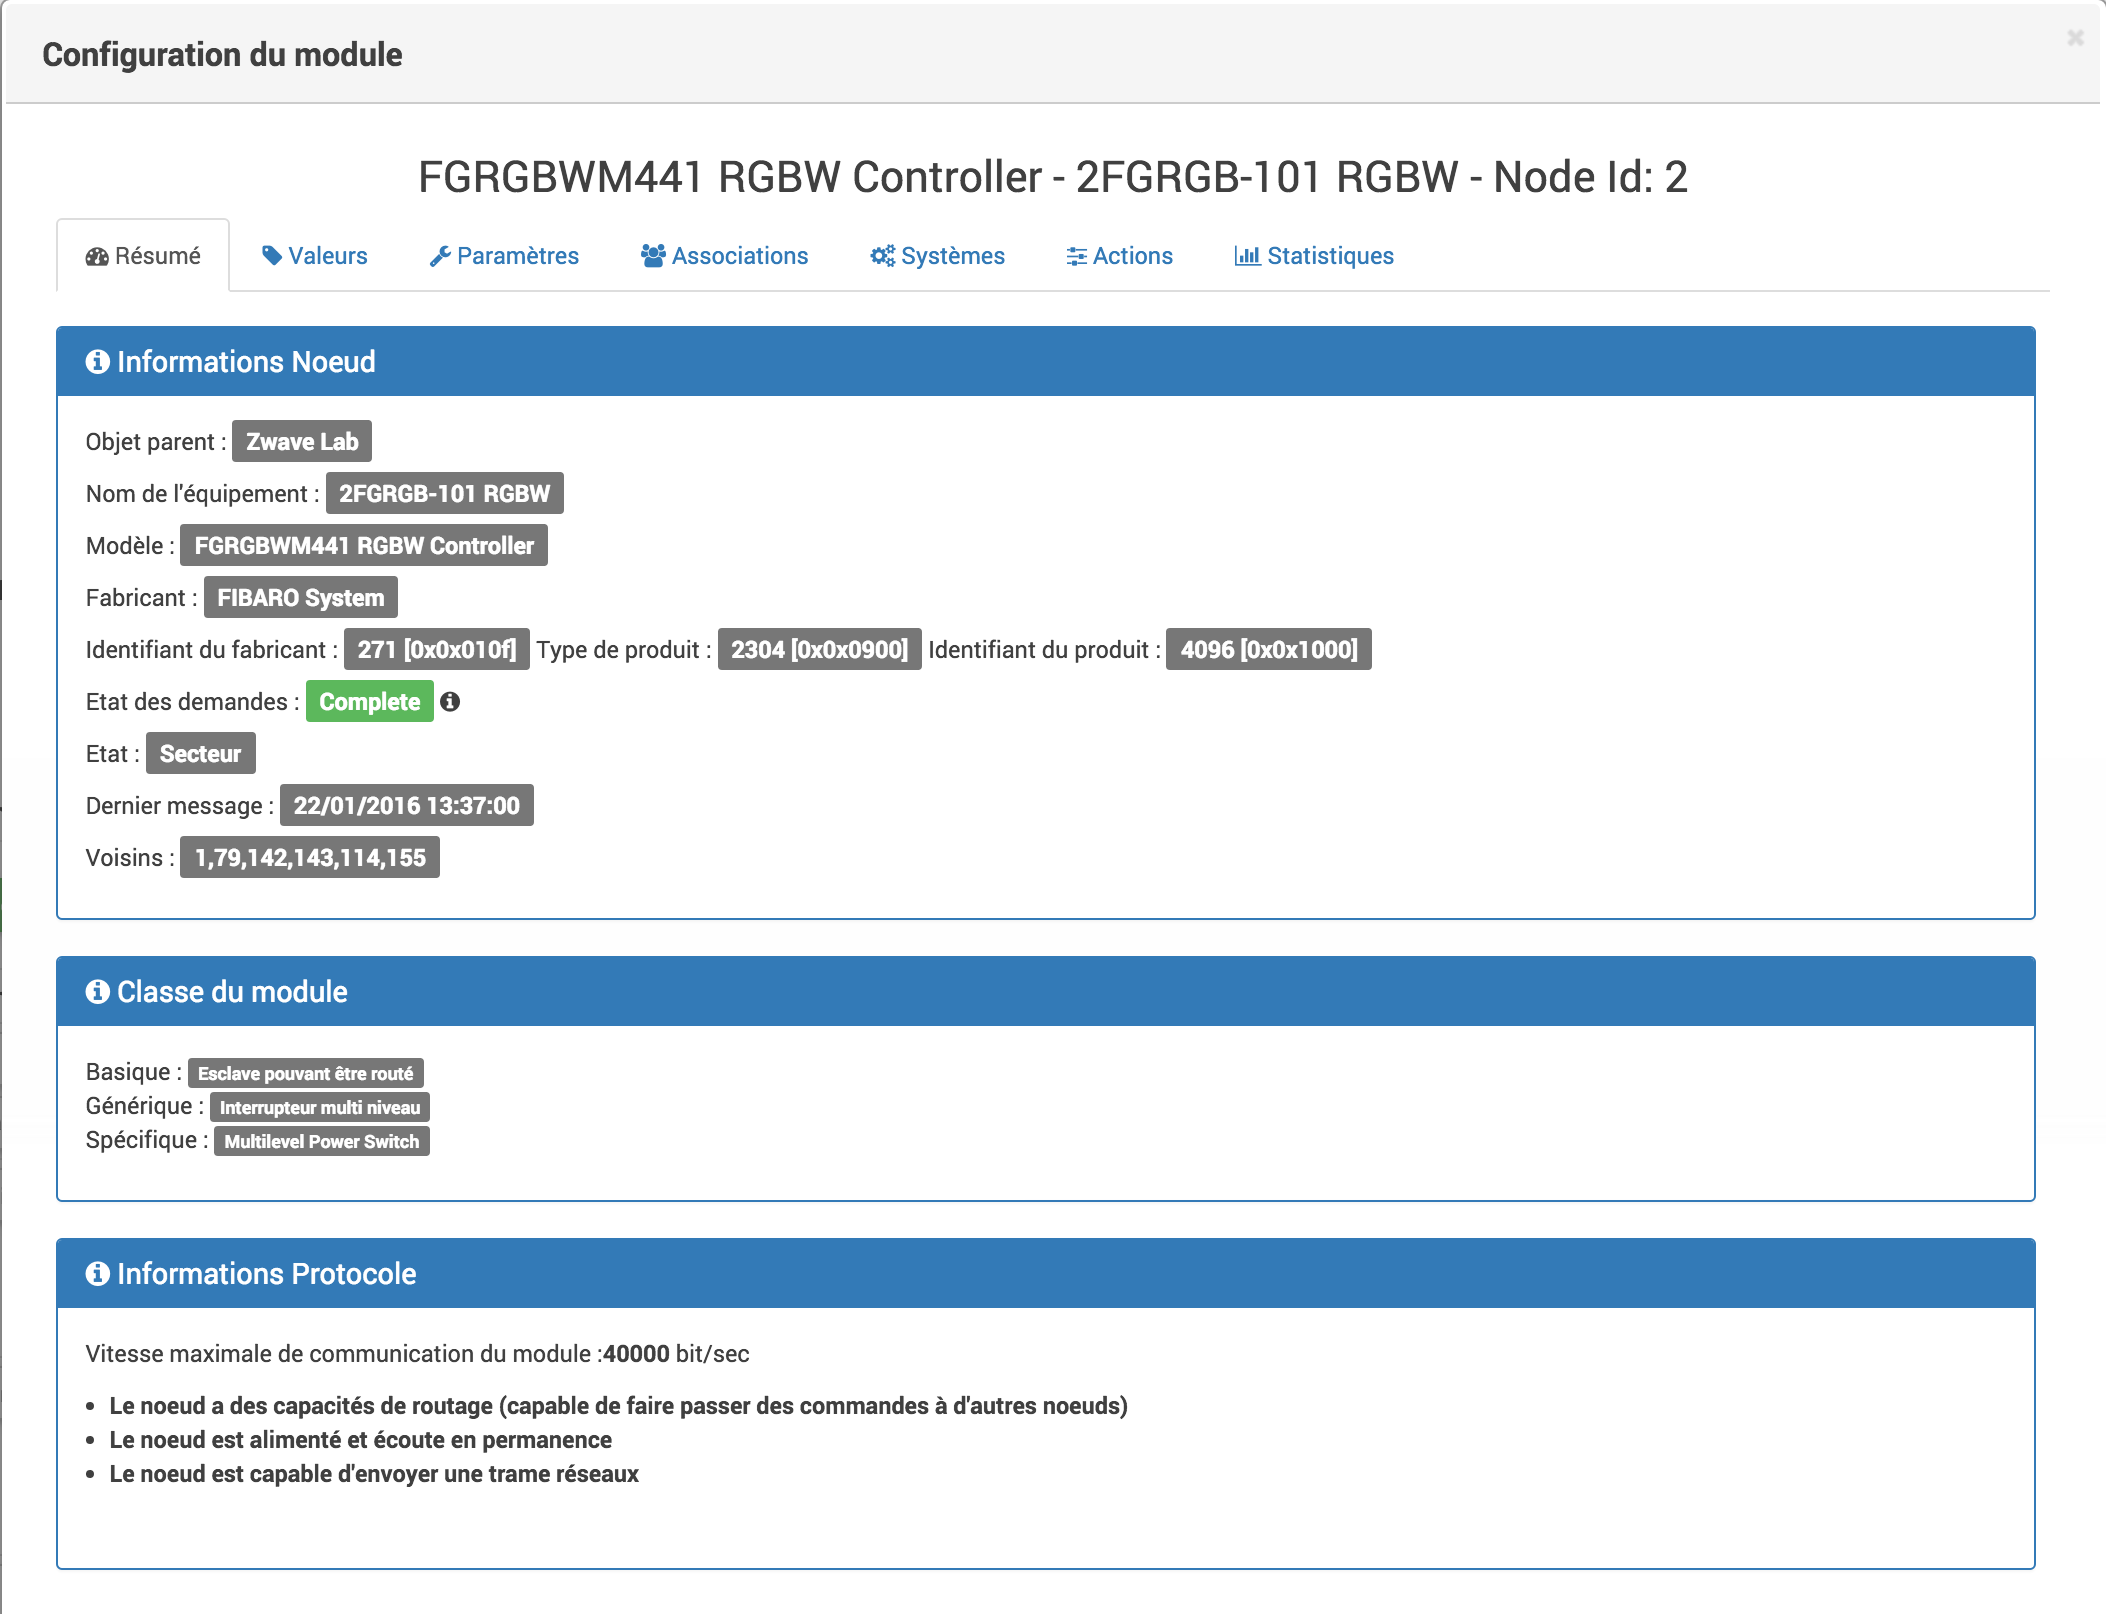 Configuration du module
FGRGBWM441 RGBW Controller - 2FGRGB-101 RGBW - Node Id: 2
Résumé Valeurs Paramètres Associations Systèmes Actions Statistiques
Informations Noeud
Objet parent : Zwave Lab
Nom de l'équipement : 2FGRGB-101 RGBW
Modèle : FGRGBWM441 RGBW Controller
Fabricant : FIBARO System
Identifiant du fabricant : 271 [0x0x010f] Type de produit : 2304 [0x0x0900] Identifiant du produit : 4096 [0x0x1000]
Etat des demandes : Complete
Etat : Secteur
Dernier message : 22/01/2016 13:37:00
Voisins : 1,79,142,143,114,155
Classe du module
Basique : Esclave pouvant être routé
Générique : Interrupteur multi niveau
Spécifique : Multilevel Power Switch
Informations Protocole
Vitesse maximale de communication du module :40000 bit/sec
• Le noeud a des capacités de routage (capable de faire passer des commandes à d'autres noeuds)
• Le noeud est alimenté et écoute en permanence
• Le noeud est capable d'envoyer une trame réseaux